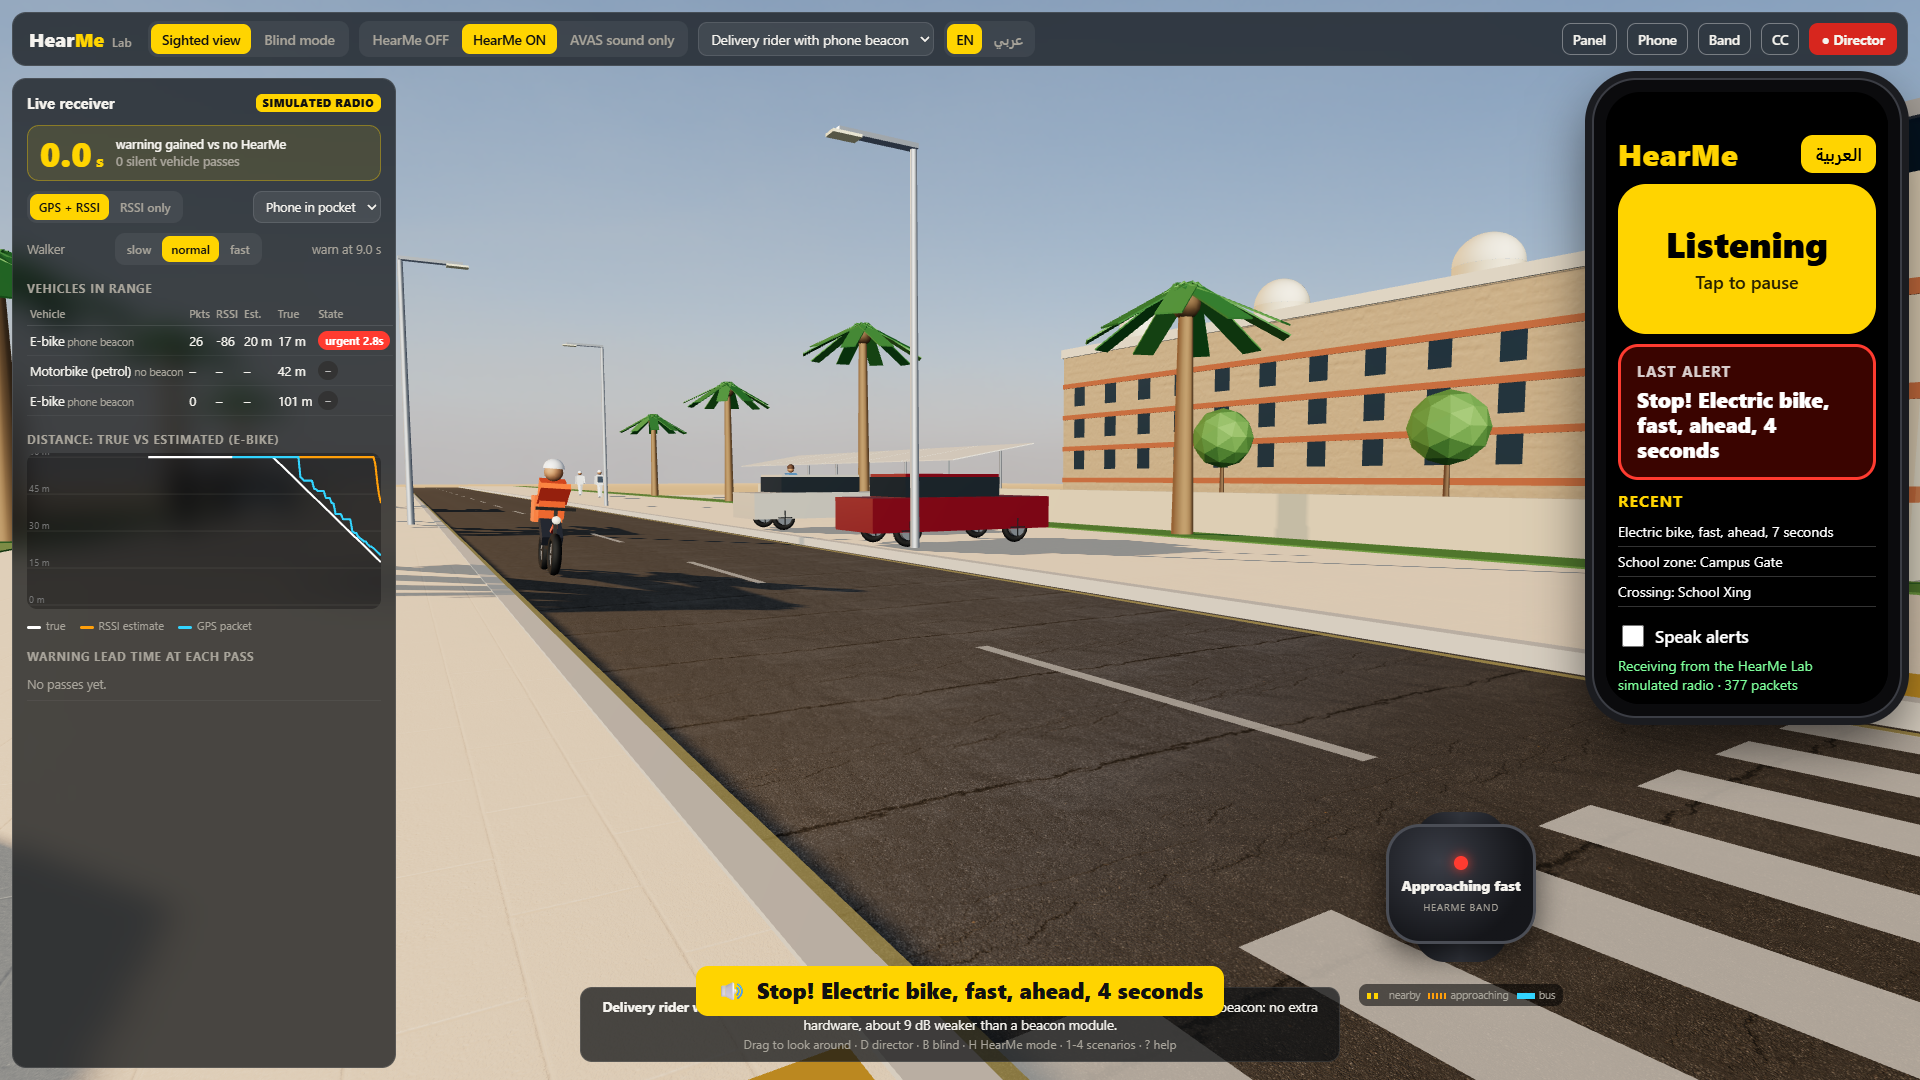 HearMe Lab
Sighted view
Blind mode
HearMe OFF
HearMe ON
AVAS sound only
Delivery rider with phone beacon
EN
عربي
Panel
Phone
Band
CC
• Director
Live receiver
SIMULATED RADIO
0.0 s
warning gained vs no HearMe
0 silent vehicle passes
GPS + RSSI
RSSI only
Phone in pocket
Walker
slow
normal
fast
warn at 9.0 s
VEHICLES IN RANGE
Vehicle Pkts RSSI Est. True State
E-bike phone beacon 26 -86 20 m 17 m urgent 2.8s
Motorbike (petrol) no beacon – – – 42 m –
E-bike phone beacon 0 – – 101 m –
DISTANCE: TRUE VS ESTIMATED (E-BIKE)
45 m
30 m
15 m
0 m
true
RSSI estimate
GPS packet
WARNING LEAD TIME AT EACH PASS
No passes yet.
HearMe
العربية
Listening
Tap to pause
LAST ALERT
Stop! Electric bike,
fast, ahead, 4
seconds
RECENT
Electric bike, fast, ahead, 7 seconds
School zone: Campus Gate
Crossing: School Xing
Speak alerts
Receiving from the HearMe Lab
simulated radio · 377 packets
Approaching fast
HEARME BAND
nearby
approaching
bus
Stop! Electric bike, fast, ahead, 4 seconds
Delivery rider
beacon: no extra
hardware, about 9 dB weaker than a beacon module.
Drag to look around · D director · B blind · H HearMe mode · 1-4 scenarios · ? help